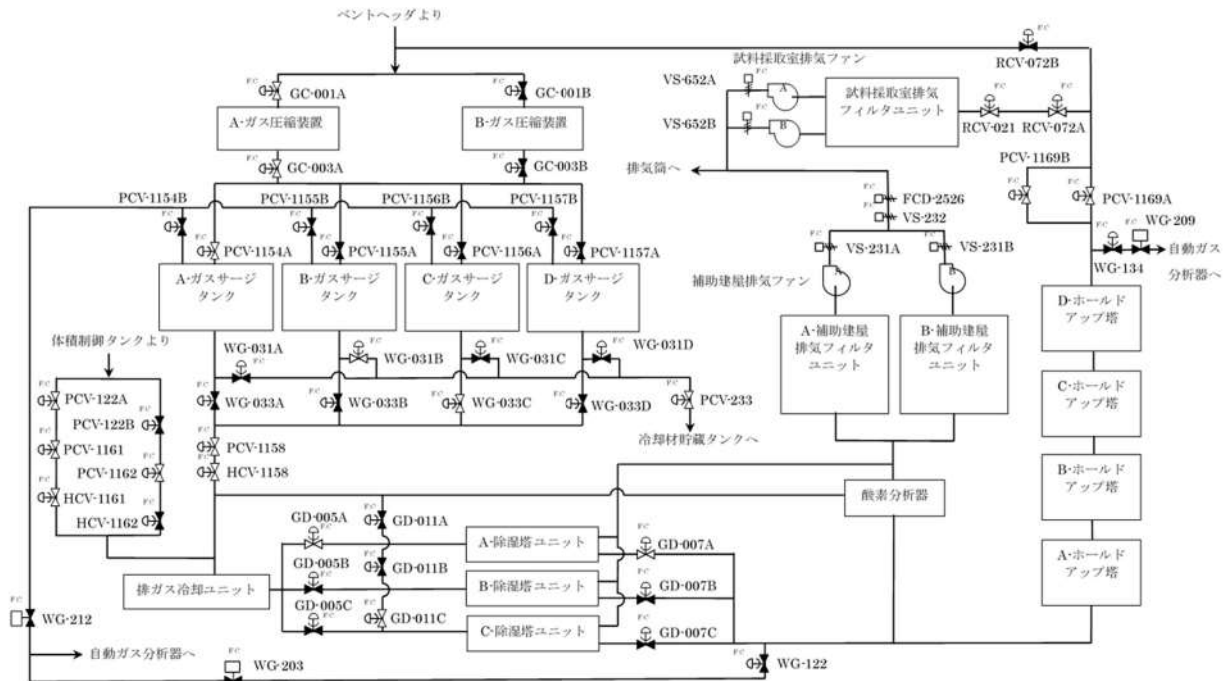 ベントヘッダより
F.C
RCV-072B
試料採取室排気ファン
F.C
VS-652A
A
試料採取室排気
フィルタユニット
F.C
VS-652B
B
F.C
RCV-021
F.C
RCV-072A
F.C
GC-001A
F.C
GC-001B
A-ガス圧縮装置
B-ガス圧縮装置
F.C
GC-003A
F.C
GC-003B
排気筒へ
PCV-1169B
F.C
F.C
PCV-1169A
PCV-1154B
F.C
PCV-1155B
F.C
PCV-1156B
F.C
PCV-1157B
F.C
F.C
FCD-2526
F.C
VS-232
F.C
PCV-1154A
F.C
PCV-1155A
F.C
PCV-1156A
F.C
PCV-1157A
F.C
VS-231A
F.C
VS-231B
F.C
WG-209
F.C
WG-134
自動ガス
分析器へ
補助建屋排気ファン
A
B
A-ガスサージ
タンク
B-ガスサージ
タンク
C-ガスサージ
タンク
D-ガスサージ
タンク
D-ホールド
アップ塔
A-補助建屋
排気フィルタ
ユニット
B-補助建屋
排気フィルタ
ユニット
体積制御タンクより
WG-031A
F.C
F.C
WG-031B
F.C
WG-031C
F.C
WG-031D
F.C
PCV-122A
F.C
PCV-122B
F.C
WG-033A
F.C
WG-033B
F.C
WG-033C
F.C
WG-033D
F.C
PCV-233
C-ホールド
アップ塔
冷却材貯蔵タンクへ
F.C
PCV-1161
F.C
PCV-1162
F.C
PCV-1158
F.C
HCV-1158
F.C
HCV-1161
F.C
HCV-1162
B-ホールド
アップ塔
酸素分析器
GD-005A
F.C
F.C
GD-011A
A-除湿塔ユニット
F.C
GD-007A
A-ホールド
アップ塔
GD-005B
F.C
F.C
GD-011B
排ガス冷却ユニット
B-除湿塔ユニット
F.C
GD-007B
GD-005C
F.C
F.C
GD-011C
C-除湿塔ユニット
F.C
GD-007C
F.C
WG-212
自動ガス分析器へ
WG-203
F.C
F.C
WG-122